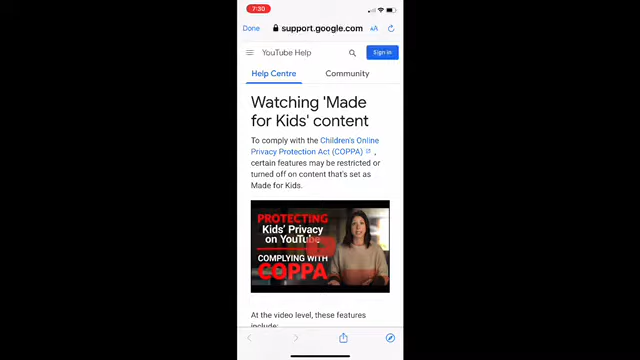 7:30
Done
support.google.com
AA
YouTube Help
Sign in
Help Centre
Community
Watching 'Made
for Kids' content
To comply with the Children's Online
Privacy Protection Act (COPPA) ,
certain features may be restricted or
turned off on content that's set as
Made for Kids.
PROTECTING
Kids' Privacy
on YouTube
COMPLYING WITH
COPPA
At the video level, these features
include: